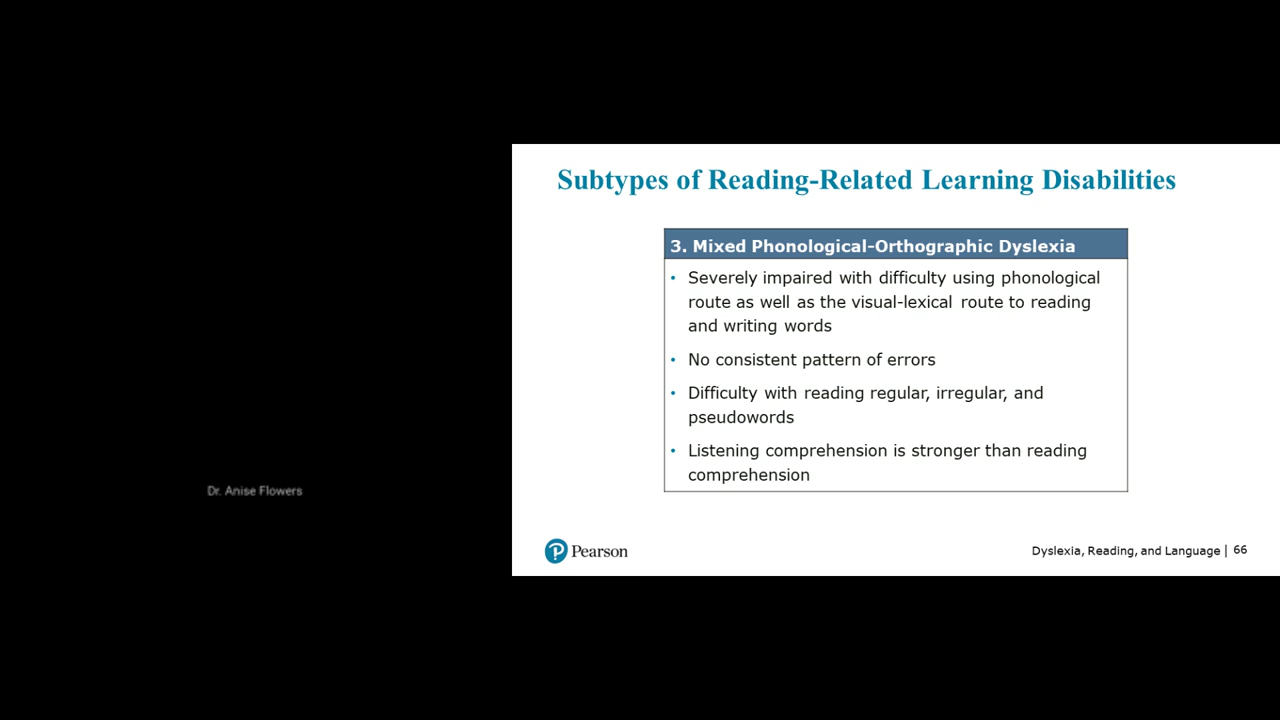 Subtypes of Reading-Related Learning Disabilities
3. Mixed Phonological-Orthographic Dyslexia
• Severely impaired with difficulty using phonological
route as well as the visual-lexical route to reading
and writing words
• No consistent pattern of errors
• Difficulty with reading regular, irregular, and
pseudowords
• Listening comprehension is stronger than reading
comprehension
Dr. Anise Flowers
Pearson
Dyslexia, Reading, and Language | 66